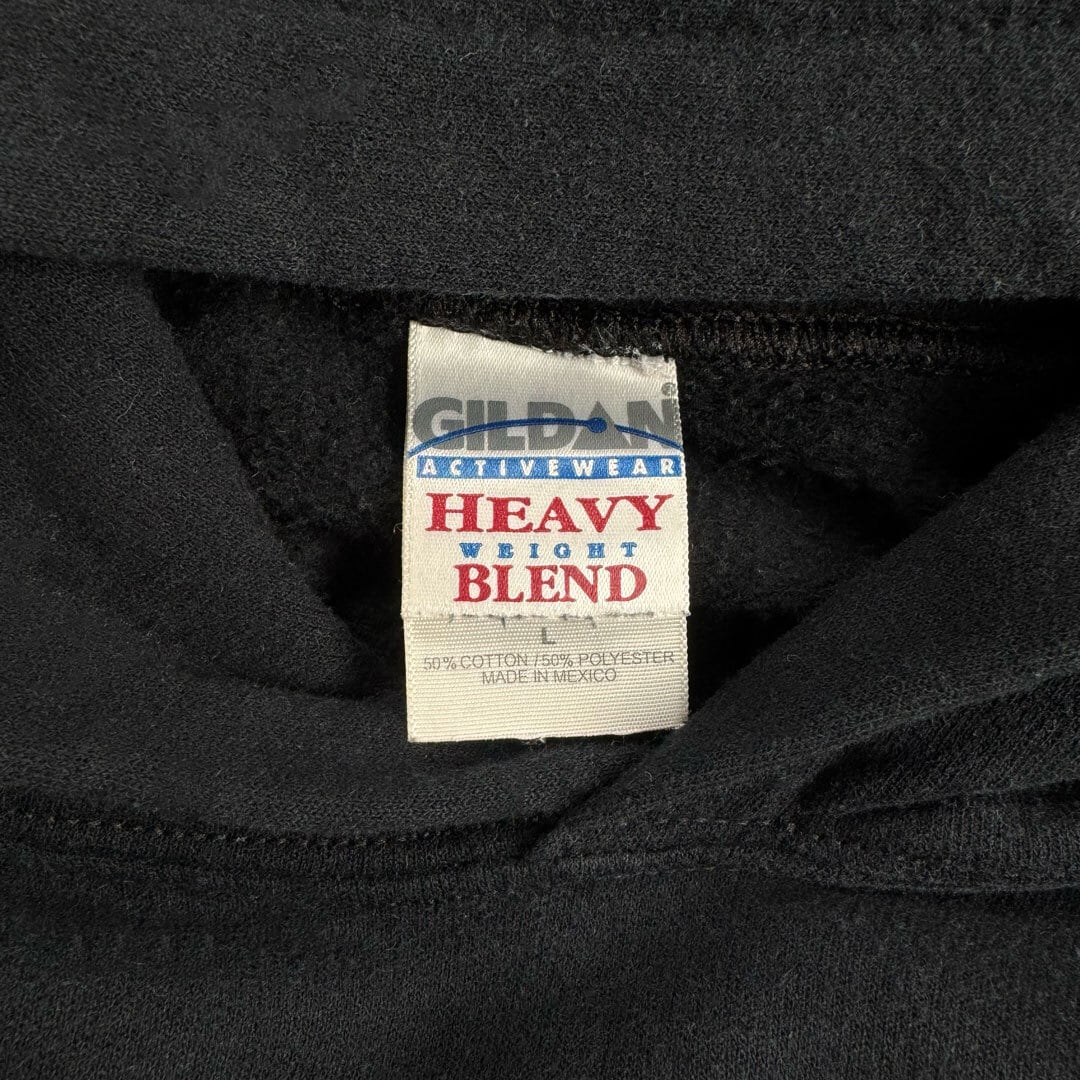 GILDAN®
ACTIVEWEAR
HEAVY
WEIGHT
BLEND
L
50% COTTON / 50% POLYESTER
MADE IN MEXICO